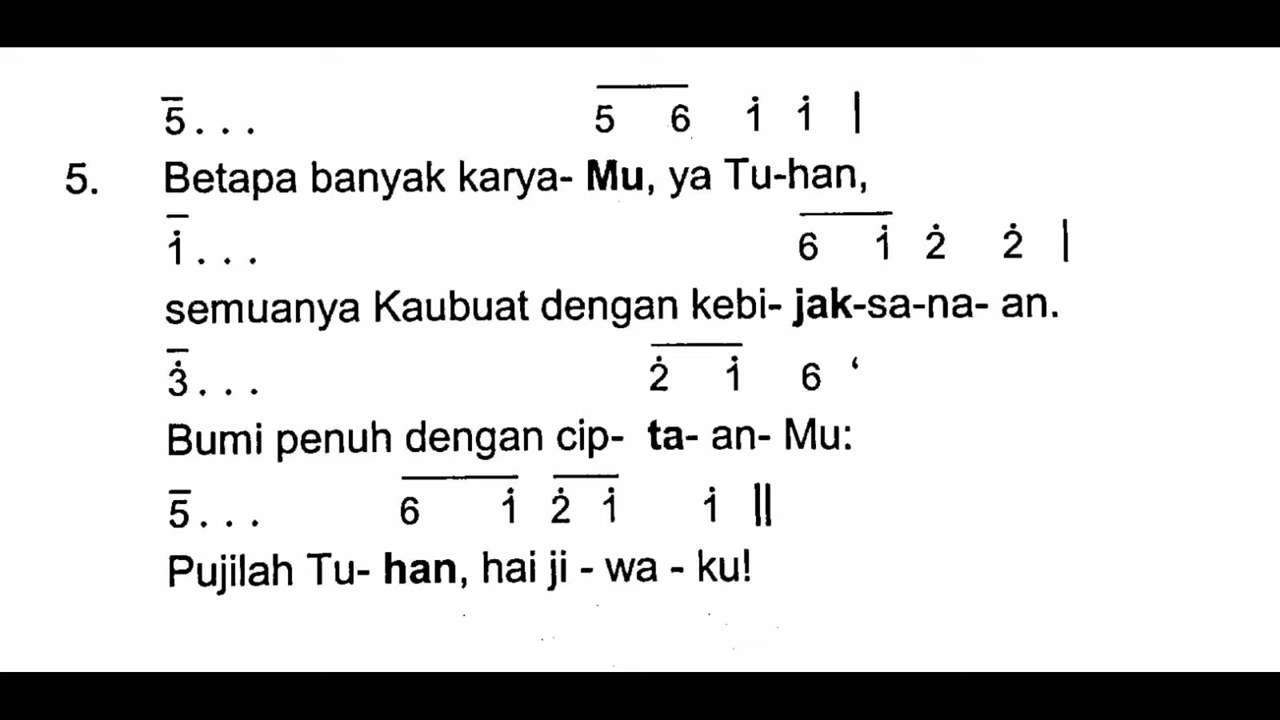 5̅ . . . 5 6 1̇ 1̇ |
5. Betapa banyak karya- Mu, ya Tu-han,
1̇ . . . 6 1̇ 2̇ 2̇ |
semuanya Kaubuat dengan kebi- jak-sa-na- an.
3̇ . . . 2̇ 1̇ 6 ‘
Bumi penuh dengan cip- ta- an- Mu:
5̅ . . . 6 1̇ 2̇ 1̇ 1̇ ||
Pujilah Tu- han, hai ji - wa - ku!